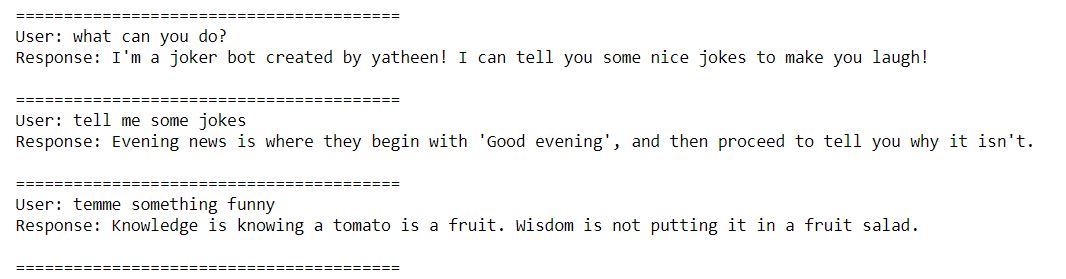 ========================================
User: what can you do?
Response: I'm a joker bot created by yatheen! I can tell you some nice jokes to make you laugh!
========================================
User: tell me some jokes
Response: Evening news is where they begin with 'Good evening', and then proceed to tell you why it isn't.
========================================
User: temme something funny
Response: Knowledge is knowing a tomato is a fruit. Wisdom is not putting it in a fruit salad.
========================================